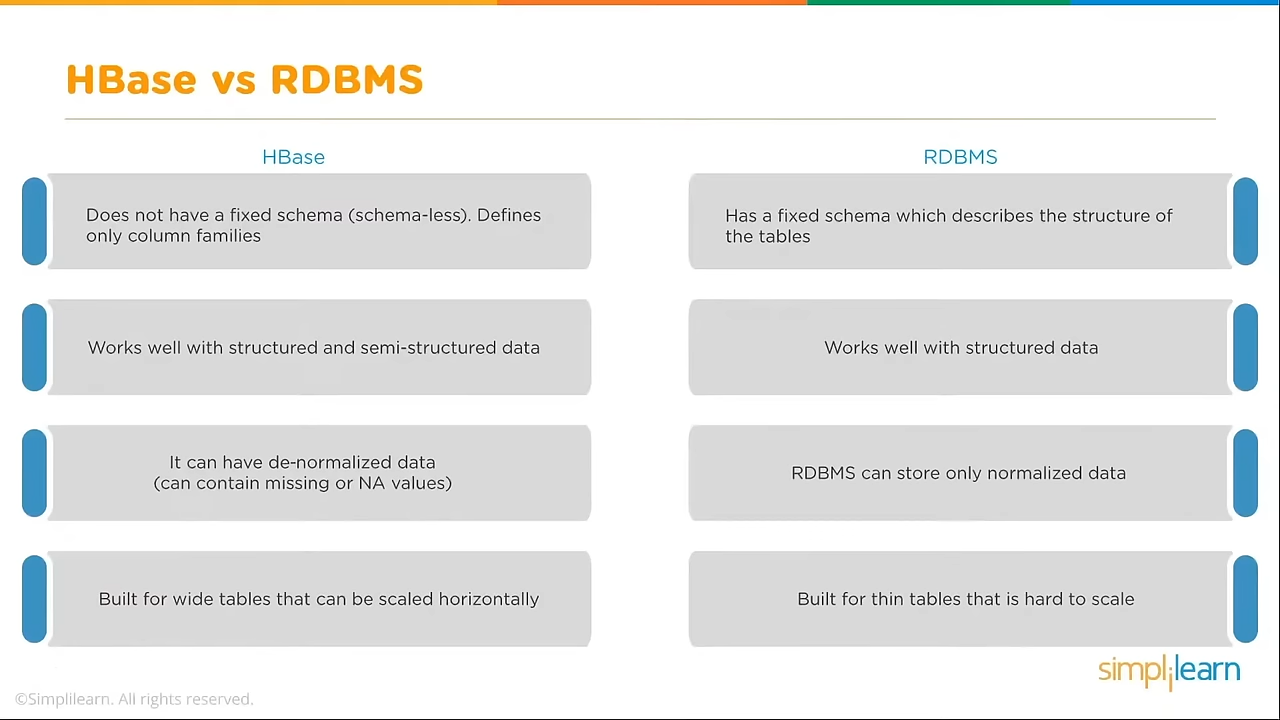 HBase vs RDBMS
HBase
RDBMS
Does not have a fixed schema (schema-less). Defines
only column families
Has a fixed schema which describes the structure of
the tables
Works well with structured and semi-structured data
Works well with structured data
It can have de-normalized data
(can contain missing or NA values)
RDBMS can store only normalized data
Built for wide tables that can be scaled horizontally
Built for thin tables that is hard to scale
simplilearn
©Simplilearn. All rights reserved.